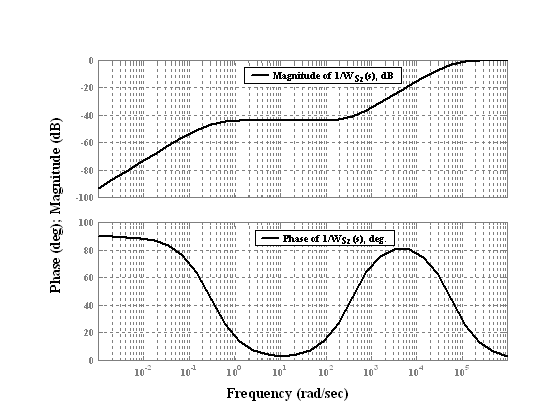 Phase (deg); Magnitude (dB)
0
-20
-40
-60
-80
-100
Magnitude of 1/W_S2 (s), dB
100
80
60
40
20
0
Phase of 1/W_S2 (s), deg.
10^-2 10^-1 10^0 10^1 10^2 10^3 10^4 10^5
Frequency (rad/sec)